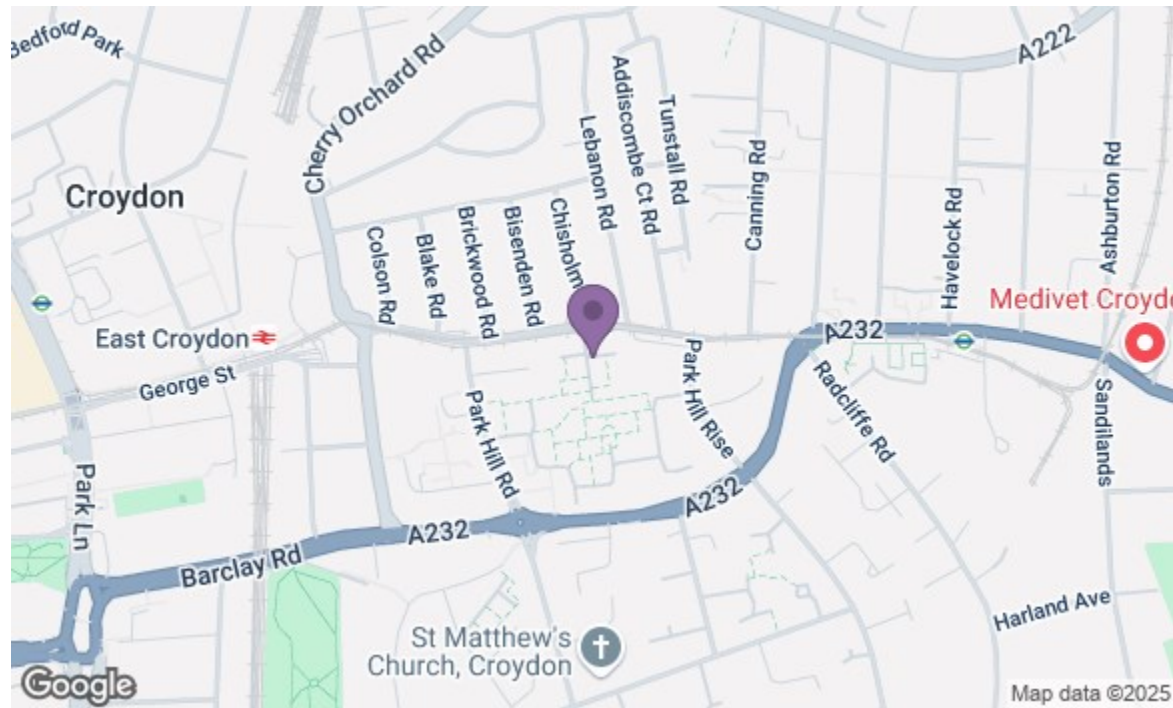 Bedford Park
Cherry Orchard Rd
A222
Croydon
Lebanon Rd
Addiscombe Ct Rd
Tunstall Rd
Canning Rd
Havelock Rd
Ashburton Rd
Colson Rd
Blake Rd
Brickwood Rd
Bisenden Rd
Chisholm
Medivet Croyd
East Croydon
George St
A232
Park Hill Rd
Park Hill Rise
Radcliffe Rd
Sandilands
Park Ln
A232
A232
Barclay Rd
Harland Ave
St Matthew's
Church, Croydon
Google
Map data ©2025